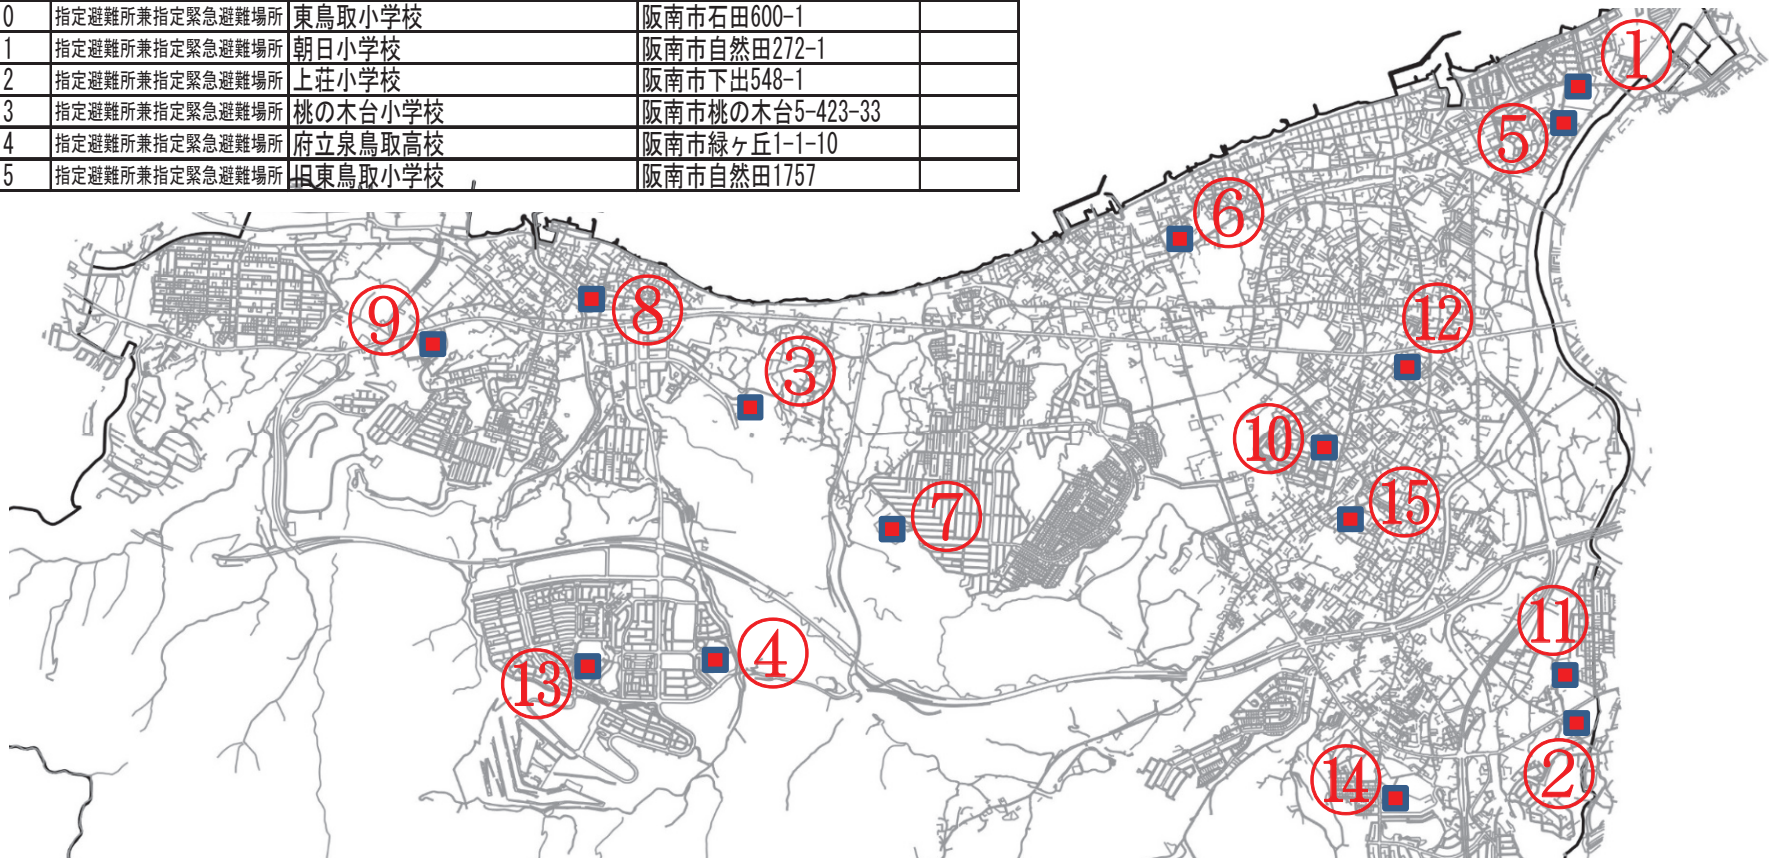 0 指定避難所兼指定緊急避難場所 東鳥取小学校 阪南市石田600-1
1 指定避難所兼指定緊急避難場所 朝日小学校 阪南市自然田272-1
2 指定避難所兼指定緊急避難場所 上荘小学校 阪南市下出548-1
3 指定避難所兼指定緊急避難場所 桃の木台小学校 阪南市桃の木台5-423-33
4 指定避難所兼指定緊急避難場所 府立泉鳥取高校 阪南市緑ヶ丘1-1-10
5 指定避難所兼指定緊急避難場所 旧東鳥取小学校 阪南市自然田1757
①
⑤
⑥
⑨
⑧
⑫
③
⑩
⑦
⑮
⑪
④
⑬
⑭
②